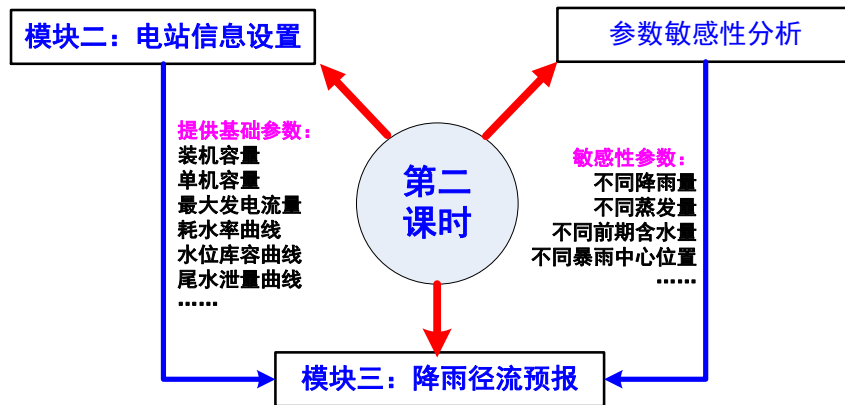 模块二：电站信息设置
参数敏感性分析
提供基础参数：
装机容量
单机容量
最大发电流量
耗水率曲线
水位库容曲线
尾水泄量曲线
……
第二
课时
敏感性参数：
不同降雨量
不同蒸发量
不同前期含水量
不同暴雨中心位置
……
模块三：降雨径流预报